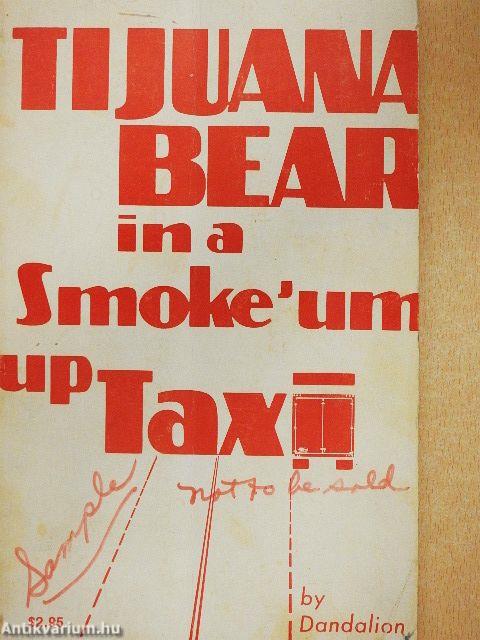 TIJUANA
BEAR
in a
Smoke'um
up Taxi
Sample
not to be sold
$2.95
by
Dandalion
Antikvarium.hu